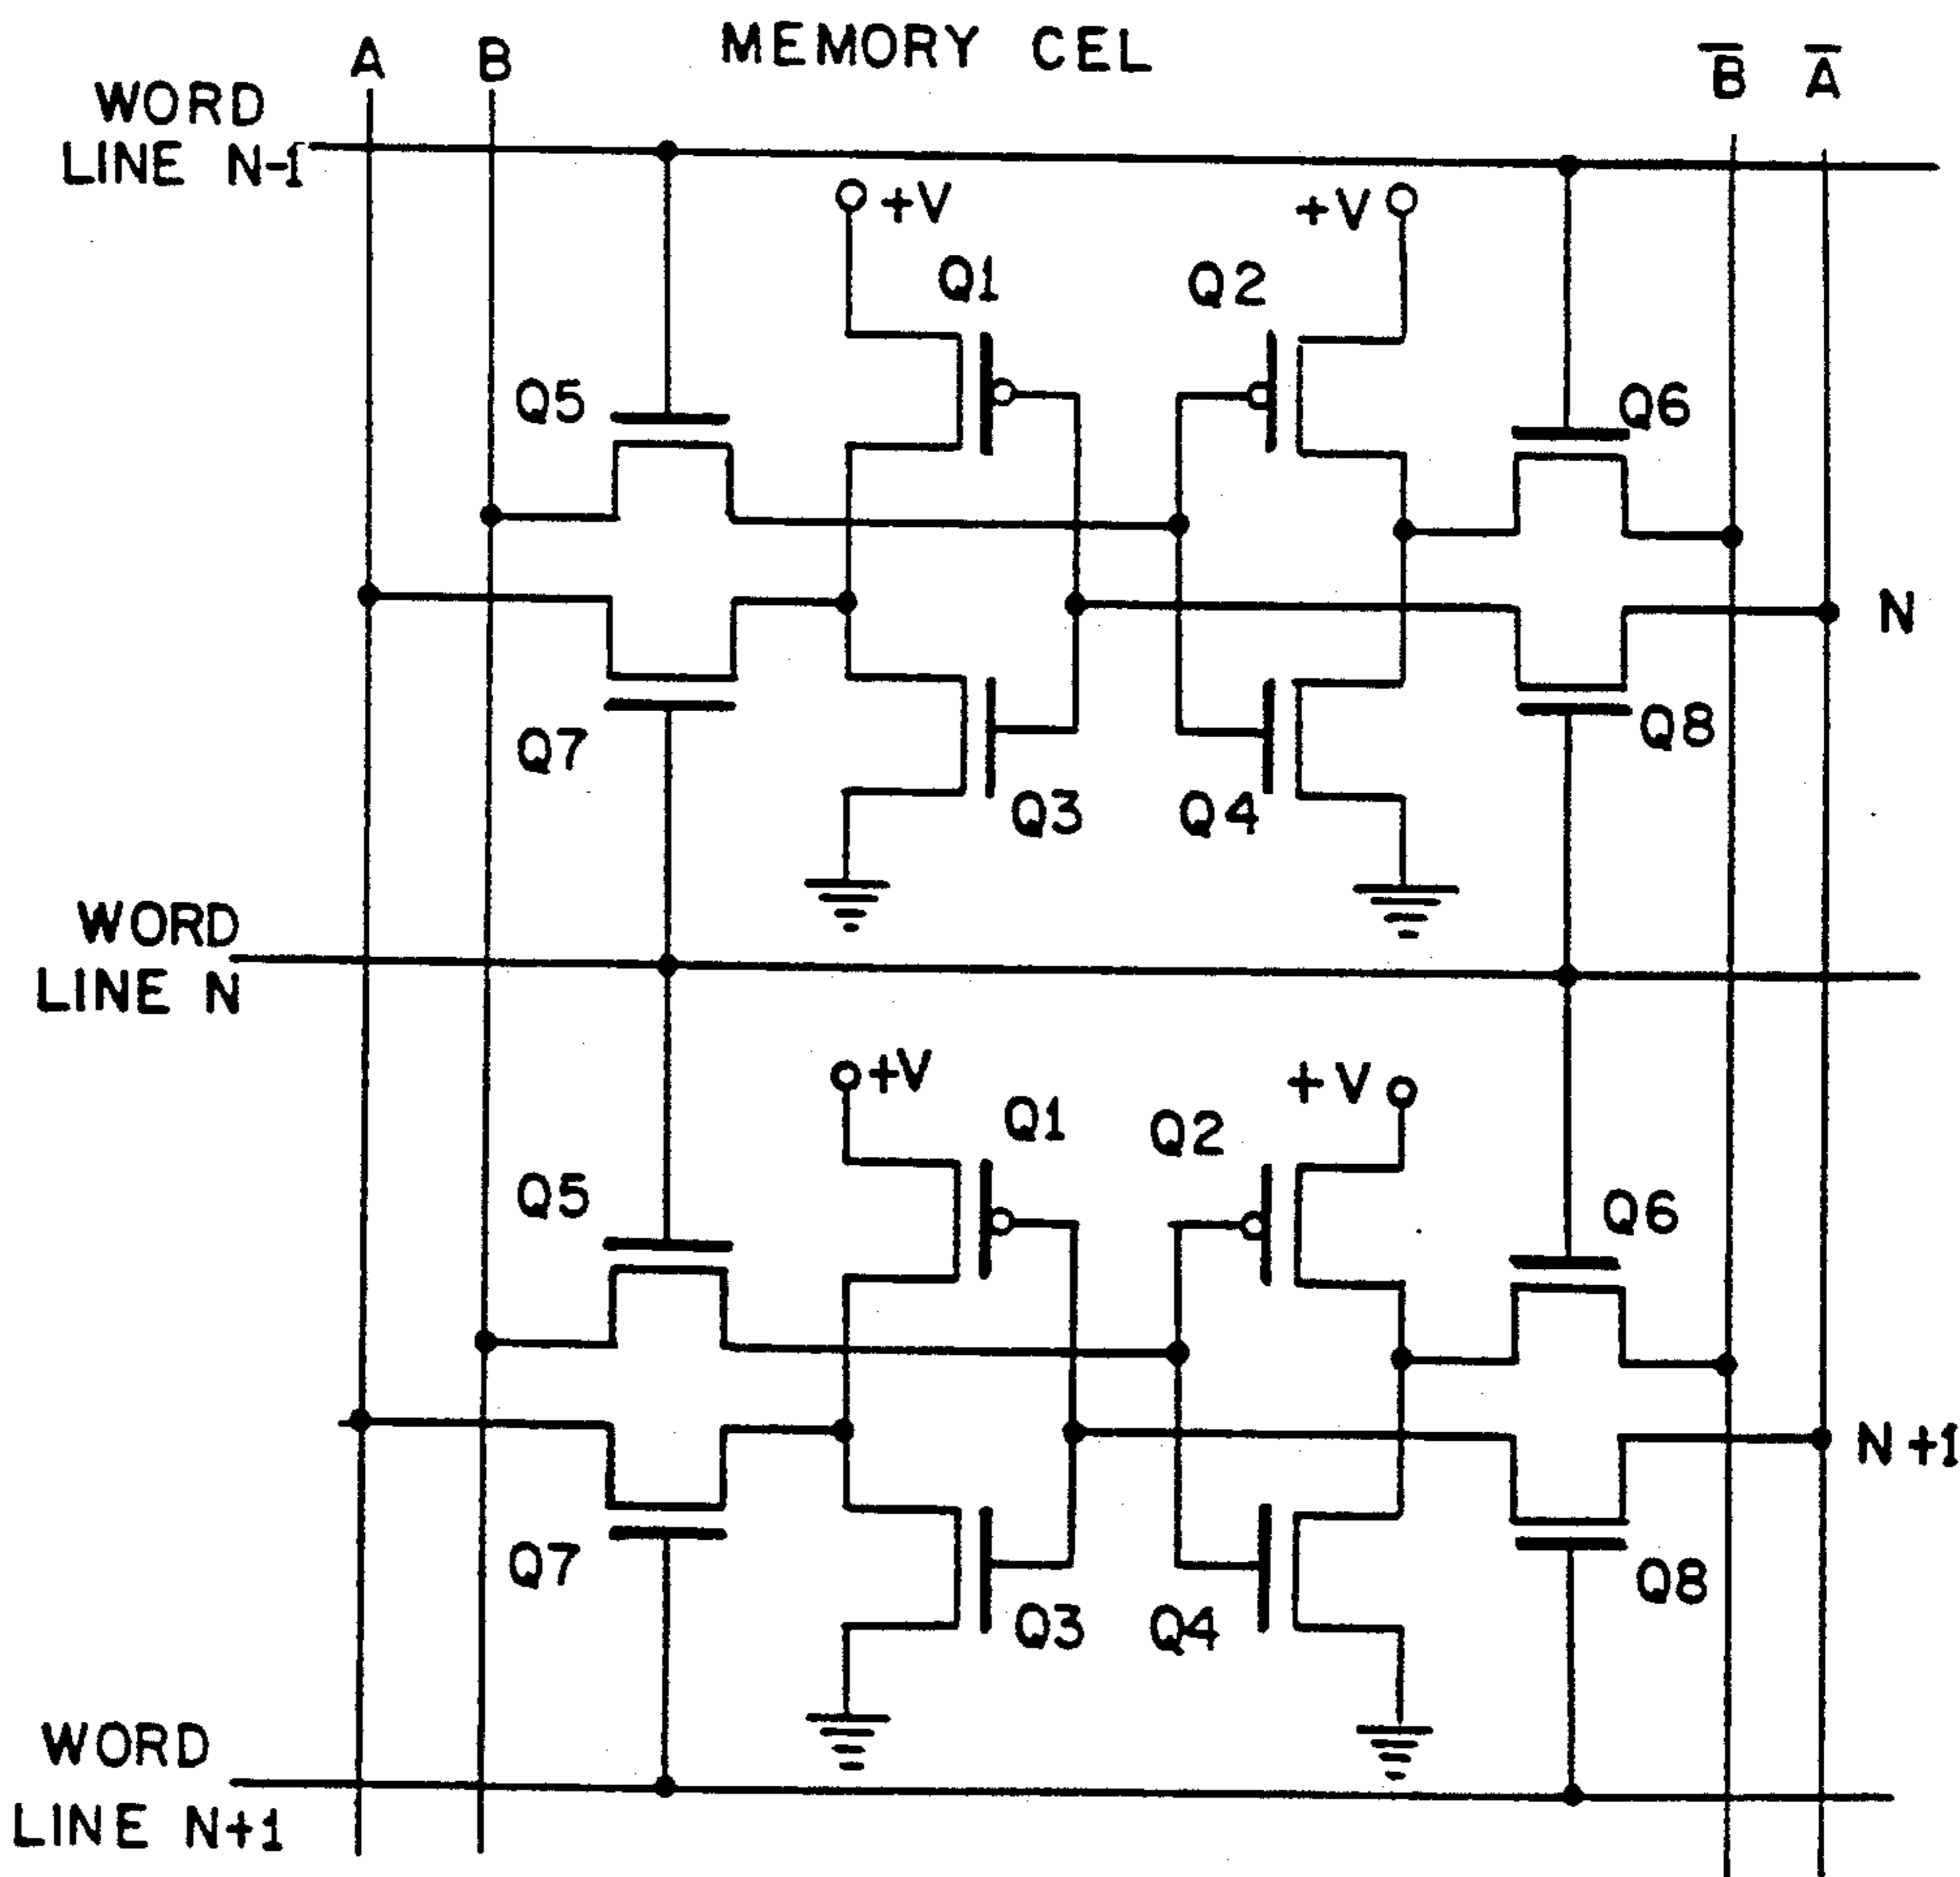 MEMORY CEL
A B B̅ A̅
WORD
LINE N-1
+V +V
Q1 Q2
Q5 Q6
N
Q7 Q8
Q3 Q4
WORD
LINE N
+V +V
Q1 Q2
Q5 Q6
N+1
Q7 Q8
Q3 Q4
WORD
LINE N+1